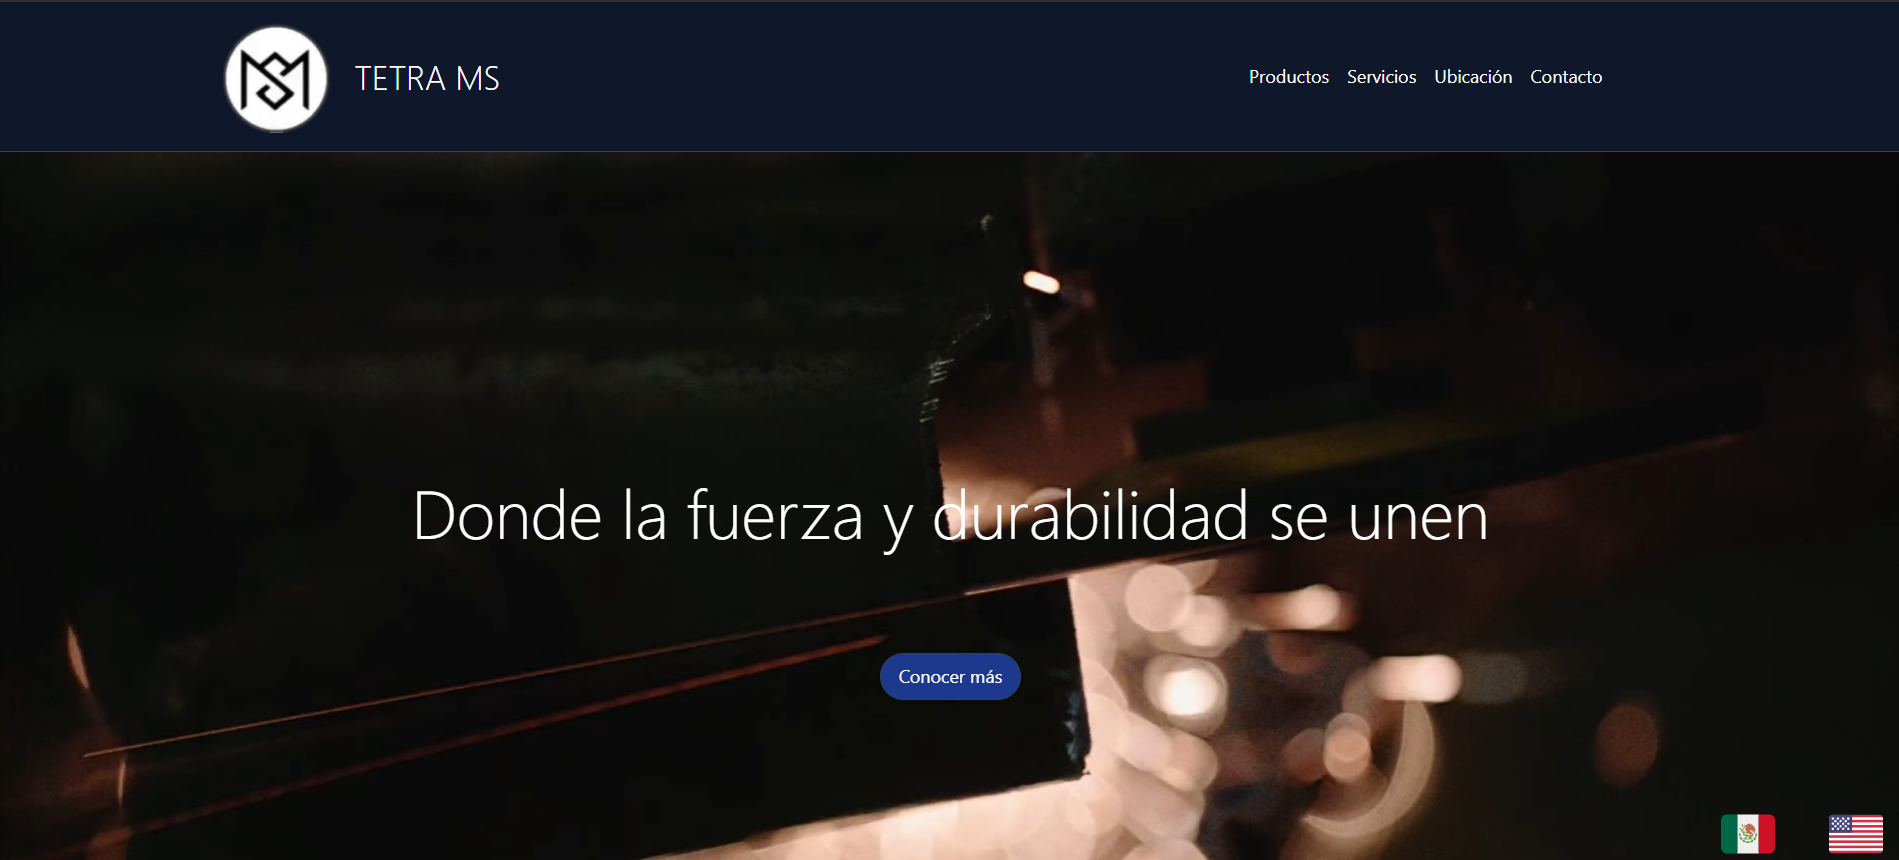 TETRA MS
Productos Servicios Ubicación Contacto
Donde la fuerza y durabilidad se unen
Conocer más